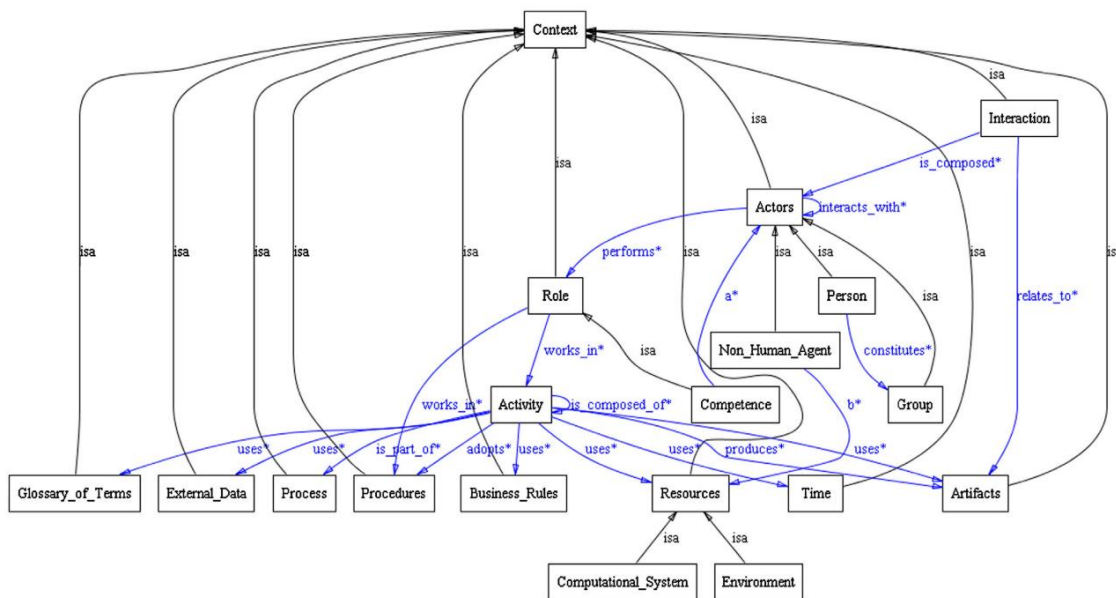 Context
isa
Interaction
isa
is_composed*
Actors
interacts_with*
isa
isa
isa
isa
isa
isa
performs*
isa
isa
isa
is
Role
a*
Person
isa
relates_to*
Non_Human_Agent
constitutes*
works_in*
isa
Activity
is_composed_of*
Competence
b*
Group
works_in*
uses*
uses*
is_part_of*
adopts*
uses*
uses*
uses*
produces*
uses*
Glossary_of_Terms
External_Data
Process
Procedures
Business_Rules
Resources
Time
Artifacts
isa
isa
Computational_System
Environment